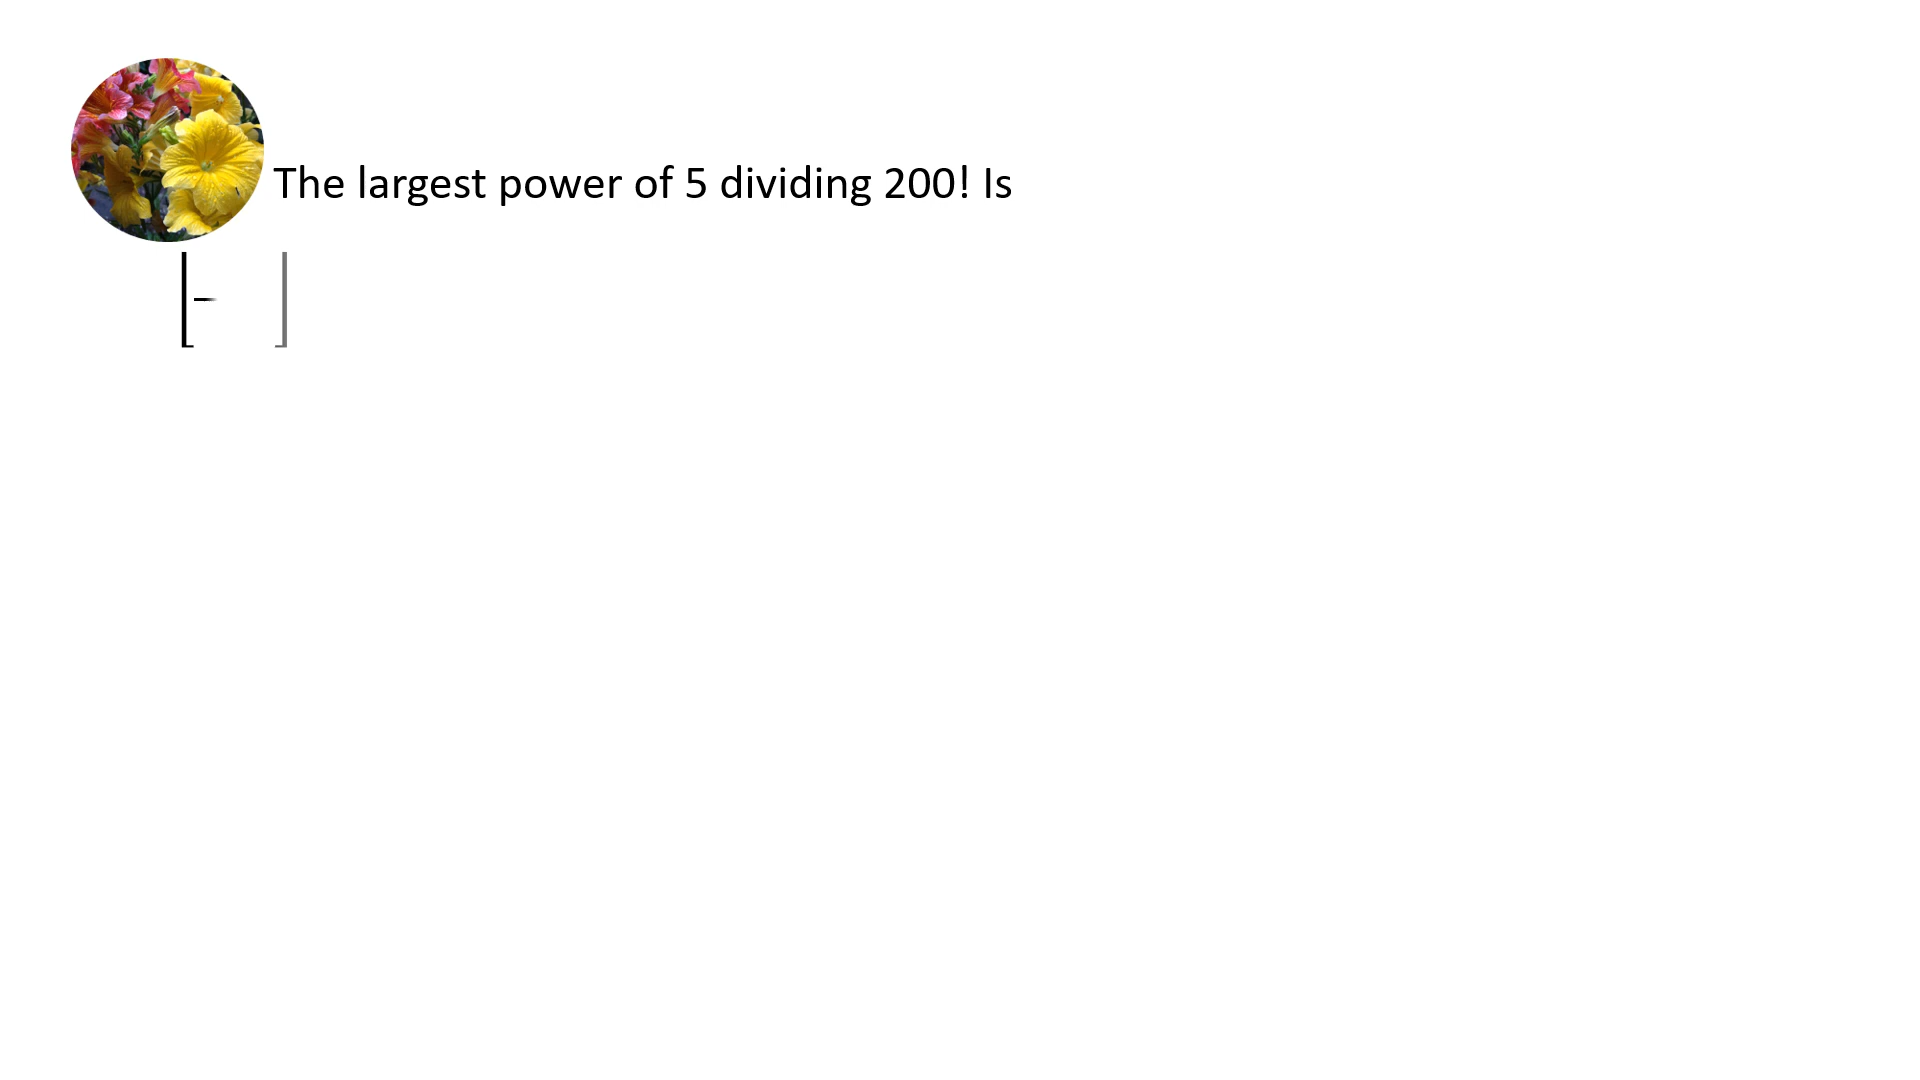 The largest power of 5 dividing 200! Is
⌊ – ⌋